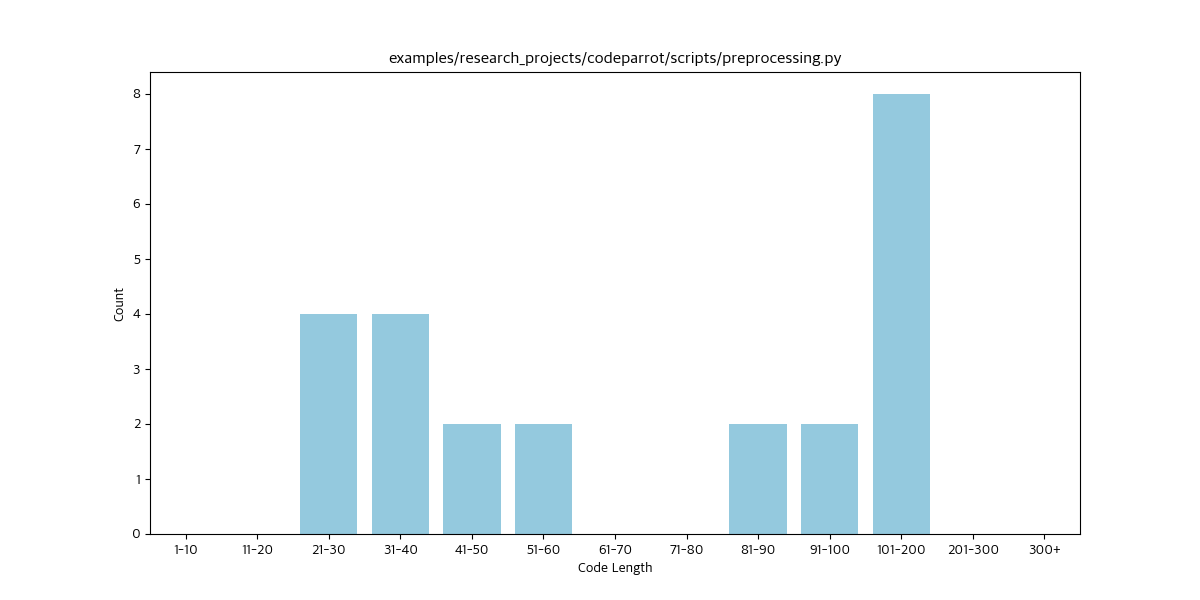 examples/research_projects/codeparrot/scripts/preprocessing.py
8
7
6
5
4
3
2
1
0
Count
1-10 11-20 21-30 31-40 41-50 51-60 61-70 71-80 81-90 91-100 101-200 201-300 300+
Code Length